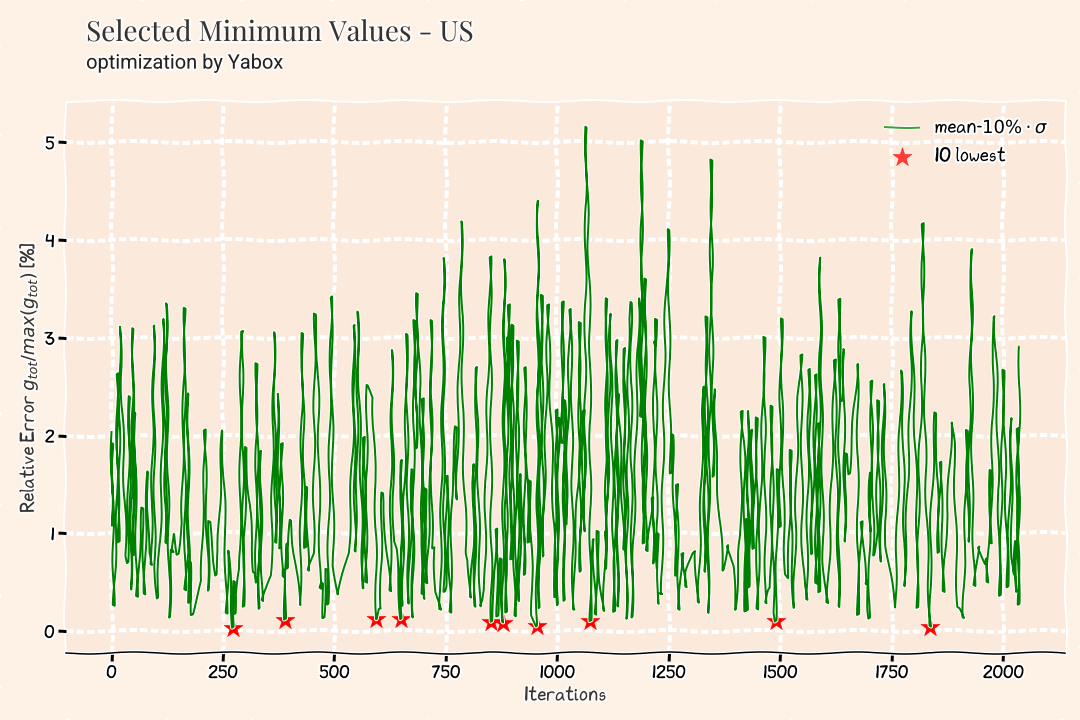 Selected Minimum Values - US
optimization by Yabox
mean-10% · σ
10 lowest
Relative Error g_tot/max(g_tot) [%]
5
4
3
2
1
0
0 250 500 750 1000 1250 1500 1750 2000
Iterations